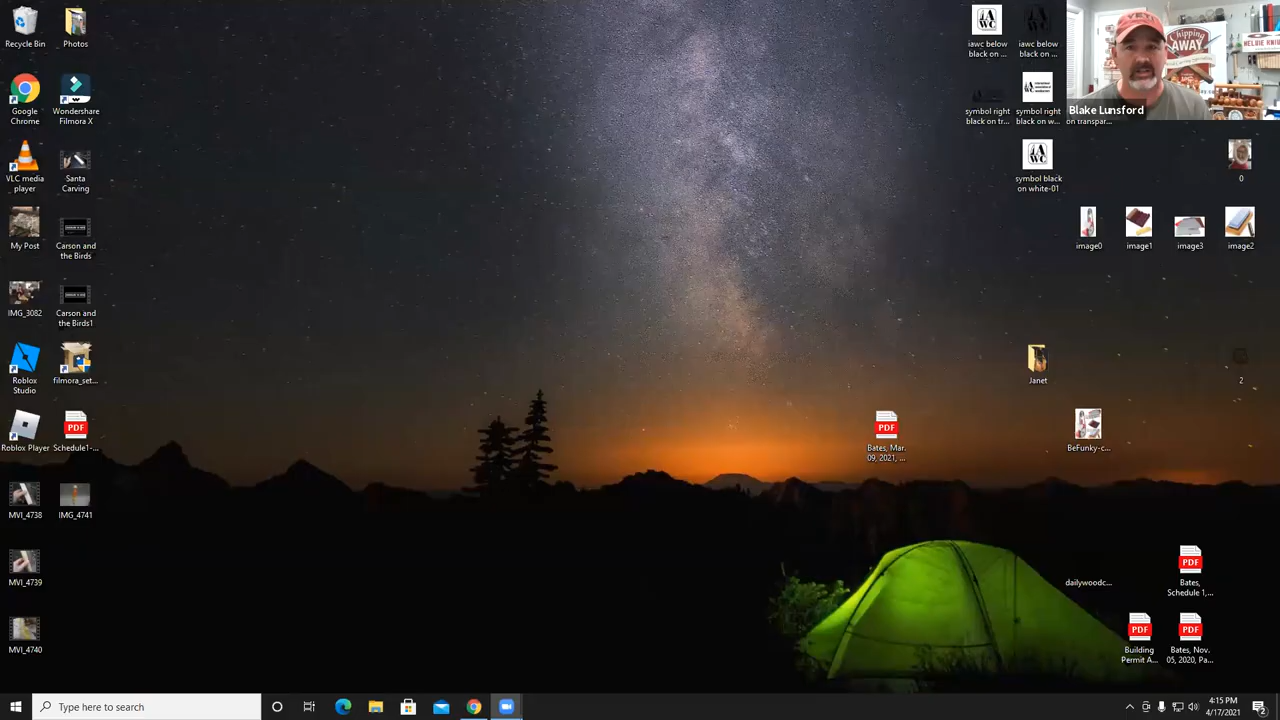 Recycle Bin
Photos
Google
Chrome
Wondershare
Filmora X
VLC media
player
Santa
Carving
My Post
Carson and
the Birds
IMG_3082
Carson and
the Birds1
Roblox
Studio
filmora_set...
Roblox Player
Schedule1-...
MVI_4738
IMG_4741
MVI_4739
MVI_4740
iawc below
black on ...
iawc below
black on ...
symbol right
black on tr...
symbol right
black on w...
on transpar...
symbol black
on white-01
0
image0
image1
image3
image2
Janet
2
PDF
Bates, Mar.
09, 2021, ...
BeFunky-c...
dailywoodc...
PDF
Bates,
Schedule 1,...
PDF
Building
Permit A...
PDF
Bates, Nov.
05, 2020, Pa...
PDF
YETI
AWAY
Blake Lunsford
Type here to search
4:15 PM
4/17/2021
2